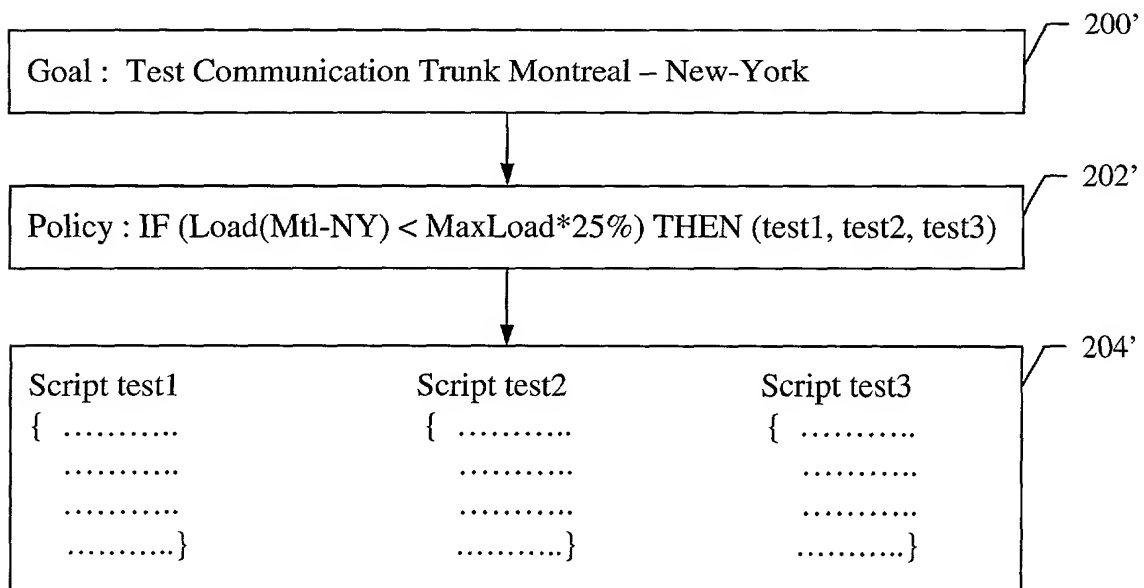 200’
Goal : Test Communication Trunk Montreal – New-York
202’
Policy : IF (Load(Mtl-NY) < MaxLoad*25%) THEN (test1, test2, test3)
204’
Script test1 Script test2 Script test3
{ ........... { ........... { ...........
........... ........... ...........
........... ........... ...........
...........} ...........} ...........}